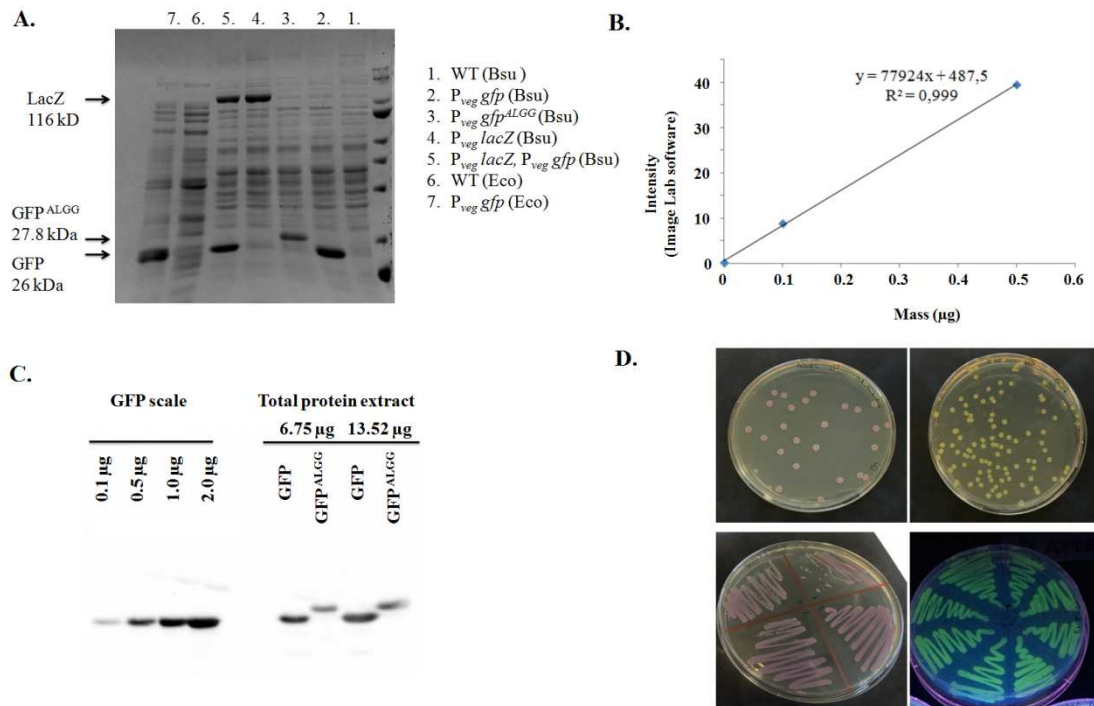 A.
7. 6. 5. 4. 3. 2. 1.
LacZ
116 kD
GFP^ALGG
27.8 kDa
GFP
26 kDa
1. WT (Bsu )
2. P_veg gfp (Bsu)
3. P_veg gfp^ALGG (Bsu)
4. P_veg lacZ (Bsu)
5. P_veg lacZ, P_veg gfp (Bsu)
6. WT (Eco)
7. P_veg gfp (Eco)
B.
y = 77924x + 487,5
R² = 0,999
Intensity
(Image Lab software)
40
30
20
10
0
0 0.1 0.2 0.3 0.4 0.5 0.6
Mass (µg)
C.
GFP scale
Total protein extract
6.75 µg 13.52 µg
0.1 µg
0.5 µg
1.0 µg
2.0 µg
GFP
GFP^ALGG
GFP
GFP^ALGG
D.